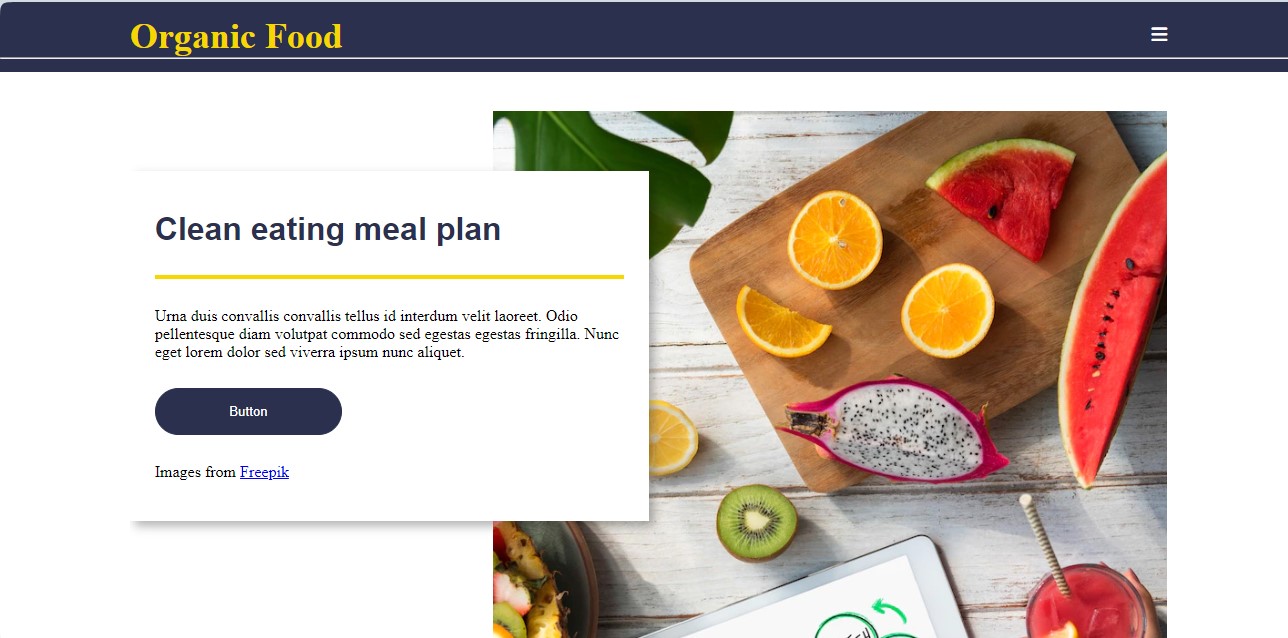 Organic Food
Clean eating meal plan
Urna duis convallis convallis tellus id interdum velit laoreet. Odio
pellentesque diam volutpat commodo sed egestas egestas fringilla. Nunc
eget lorem dolor sed viverra ipsum nunc aliquet.
Button
Images from Freepik